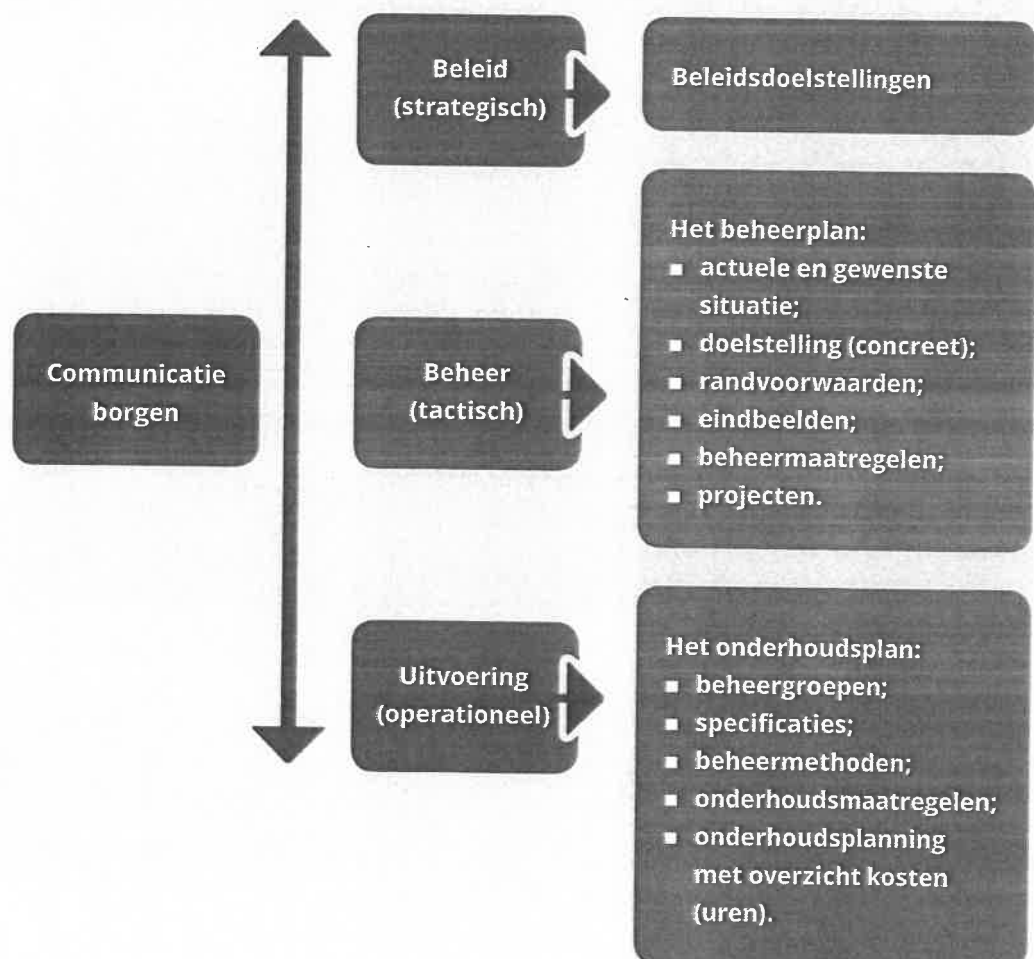 Beleid
(strategisch)
Beleidsdoelstellingen
Communicatie
borgen
Beheer
(tactisch)
Het beheerplan:
▪ actuele en gewenste
situatie;
▪ doelstelling (concreet);
▪ randvoorwaarden;
▪ eindbeelden;
▪ beheermaatregelen;
▪ projecten.
Uitvoering
(operationeel)
Het onderhoudsplan:
▪ beheergroepen;
▪ specificaties;
▪ beheermethoden;
▪ onderhoudsmaatregelen;
▪ onderhoudsplanning
met overzicht kosten
(uren).